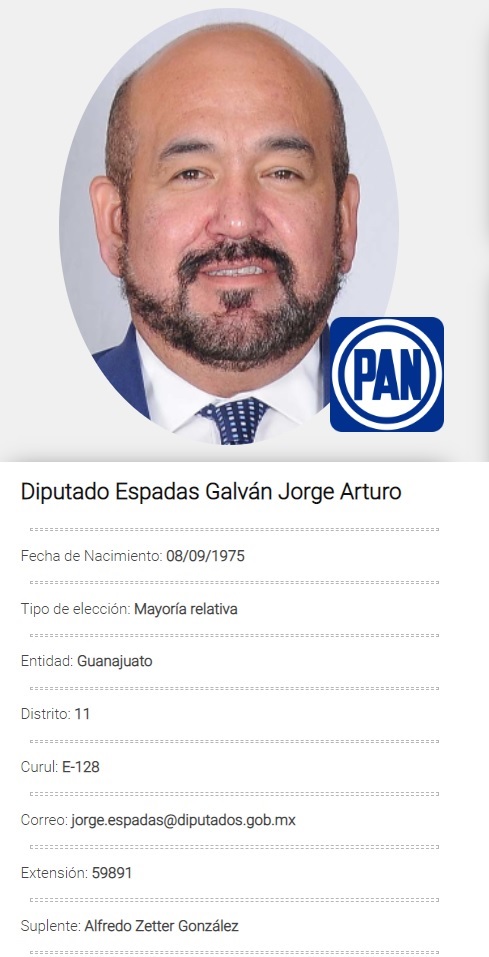 PAN
Diputado Espadas Galván Jorge Arturo
Fecha de Nacimiento: 08/09/1975
Tipo de elección: Mayoría relativa
Entidad: Guanajuato
Distrito: 11
Curul: E-128
Correo: jorge.espadas@diputados.gob.mx
Extensión: 59891
Suplente: Alfredo Zetter González